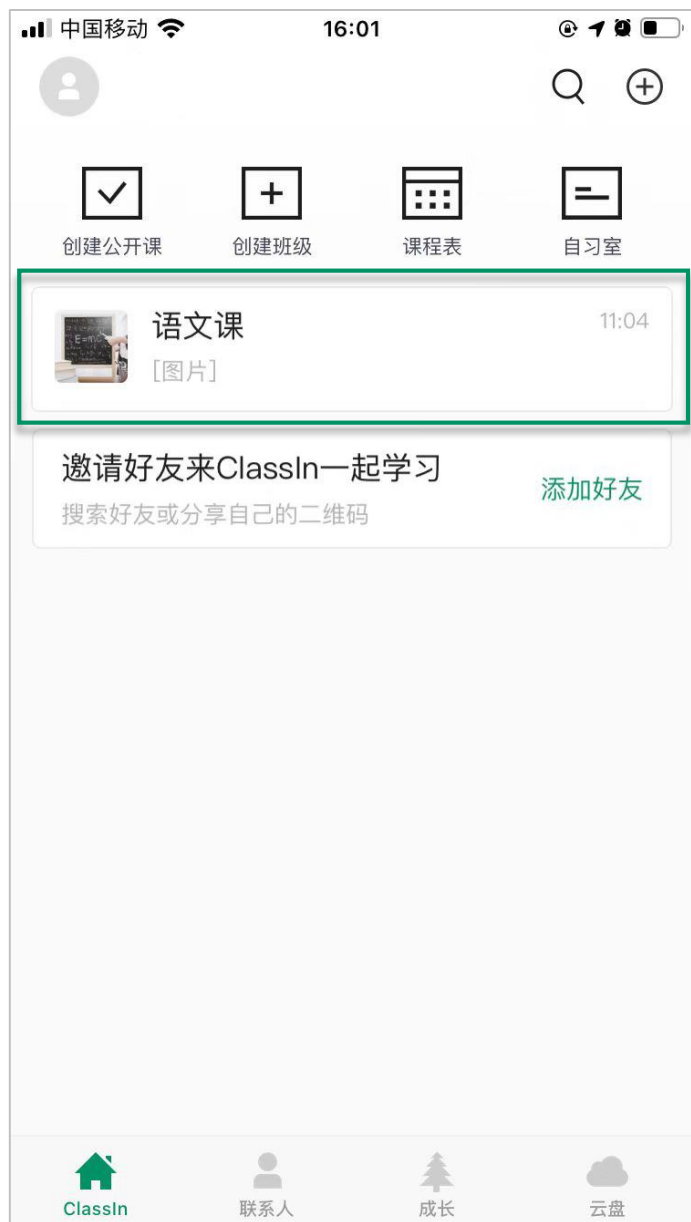 中国移动 16:01
创建公开课 创建班级 课程表 自习室
语文课 11:04
[图片]
邀请好友来ClassIn一起学习
添加好友
搜索好友或分享自己的二维码
ClassIn 联系人 成长 云盘